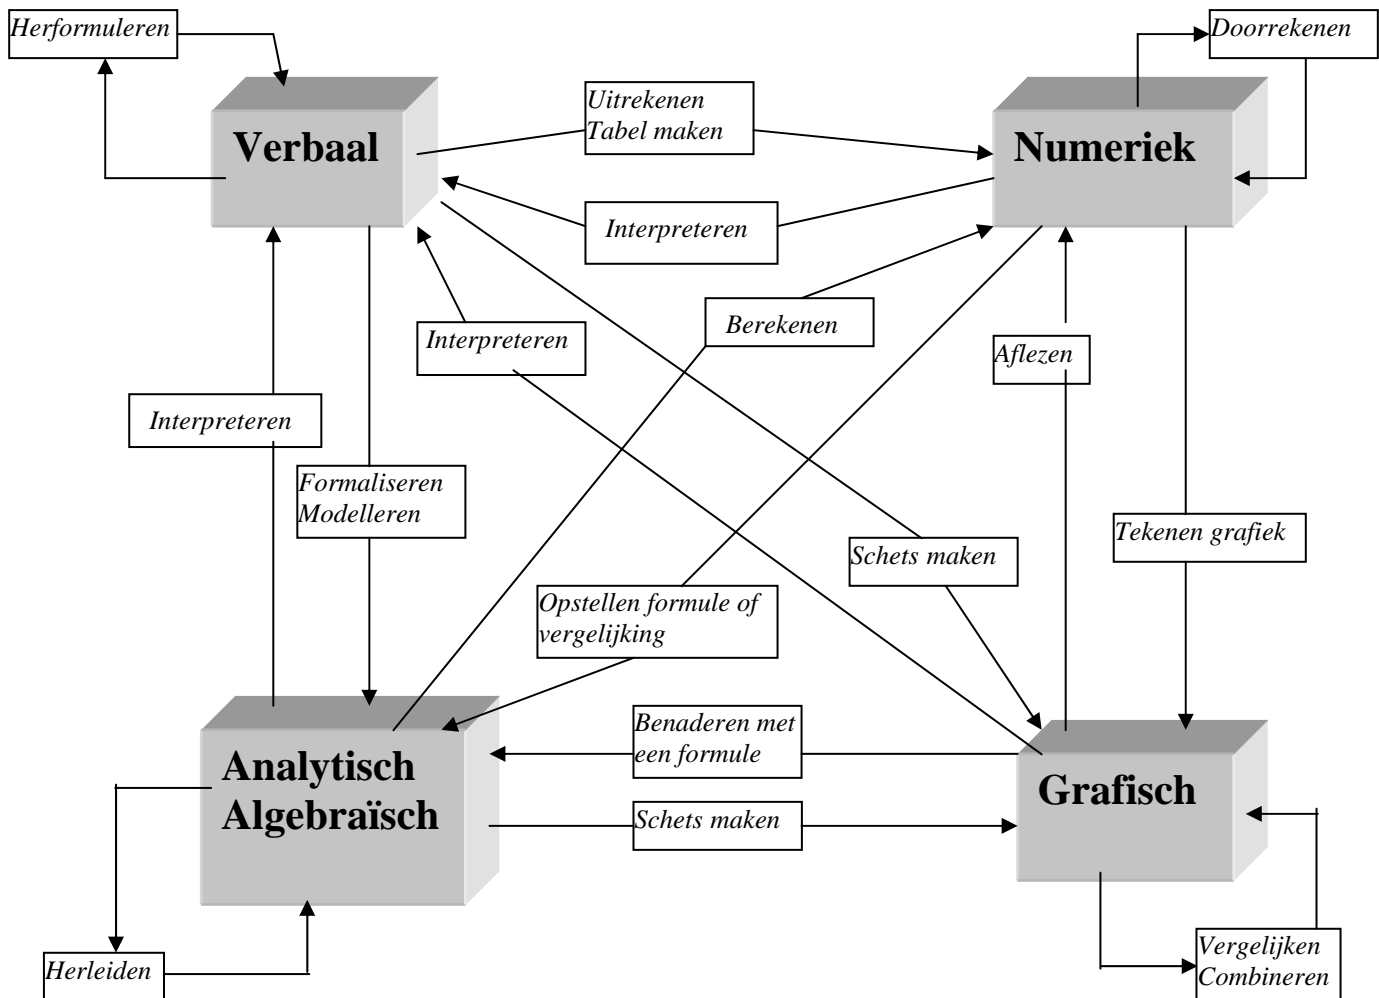 Herformuleren
Doorrekenen
Uitrekenen
Tabel maken
Verbaal
Numeriek
Interpreteren
Berekenen
Interpreteren
Aflezen
Interpreteren
Formaliseren
Modelleren
Tekenen grafiek
Schets maken
Opstellen formule of
vergelijking
Benaderen met
een formule
Analytisch
Algebraïsch
Grafisch
Schets maken
Herleiden
Vergelijken
Combineren